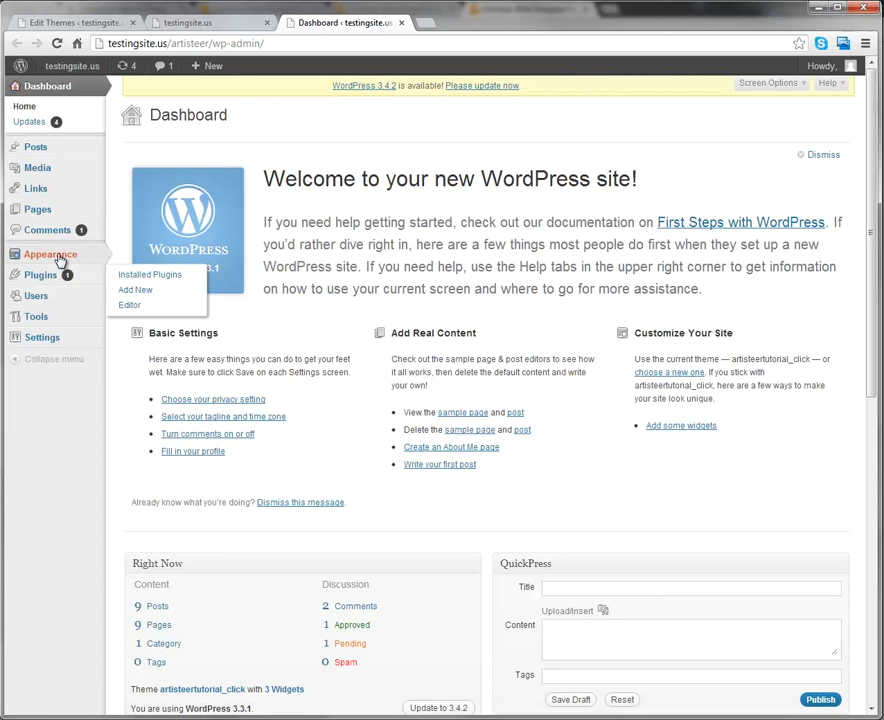 Edit Themes ‹ testingsite.
testingsite.us
Dashboard ‹ testingsite.us
testingsite.us/artisteer/wp-admin/
testingsite.us
4
1
+ New
Howdy,
Dashboard
Home
Updates 4
Posts
Media
Links
Pages
Comments 1
Appearance
Plugins 1
Users
Tools
Settings
Collapse menu
Installed Plugins
Add New
Editor
WordPress 3.4.2 is available! Please update now.
Screen Options
Help
Dashboard
Dismiss
WORDPRESS
3.1
Welcome to your new WordPress site!
If you need help getting started, check out our documentation on First Steps with WordPress. If
you'd rather dive right in, here are a few things most people do first when they set up a new
WordPress site. If you need help, use the Help tabs in the upper right corner to get information
on how to use your current screen and where to go for more assistance.
Basic Settings
Here are a few easy things you can do to get your feet
wet. Make sure to click Save on each Settings screen.
• Choose your privacy setting
• Select your tagline and time zone
• Turn comments on or off
• Fill in your profile
Add Real Content
Check out the sample page & post editors to see how
it all works, then delete the default content and write
your own!
• View the sample page and post
• Delete the sample page and post
• Create an About Me page
• Write your first post
Customize Your Site
Use the current theme — artisteertutorial_click — or
choose a new one. If you stick with
artisteertutorial_click, here are a few ways to make
your site look unique.
• Add some widgets
Already know what you're doing? Dismiss this message.
Right Now
Content
Discussion
9 Posts
2 Comments
9 Pages
1 Approved
1 Category
1 Pending
0 Tags
0 Spam
Theme artisteertutorial_click with 3 Widgets
You are using WordPress 3.3.1.
Update to 3.4.2
QuickPress
Title
Upload/Insert
Content
Tags
Save Draft
Reset
Publish